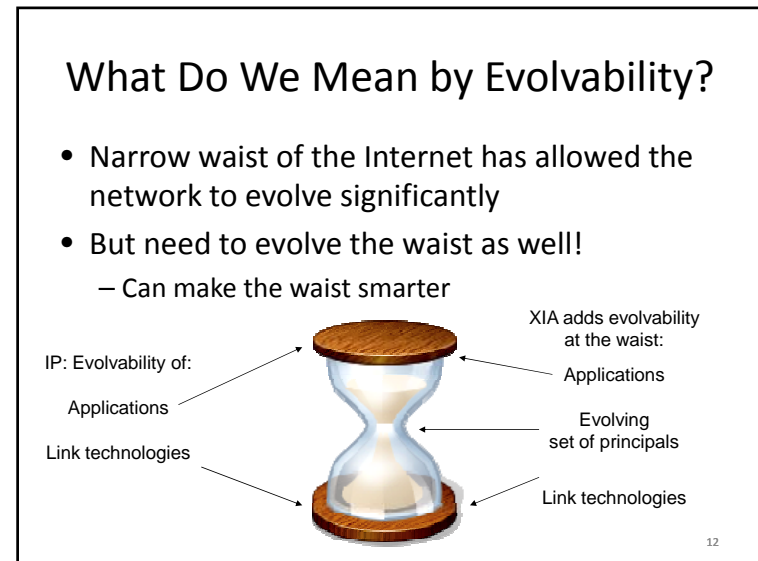 What Do We Mean by Evolvability?
• Narrow waist of the Internet has allowed the
network to evolve significantly
• But need to evolve the waist as well!
– Can make the waist smarter
IP: Evolvability of:
Applications
Link technologies
XIA adds evolvability
at the waist:
Applications
Evolving
set of principals
Link technologies
12